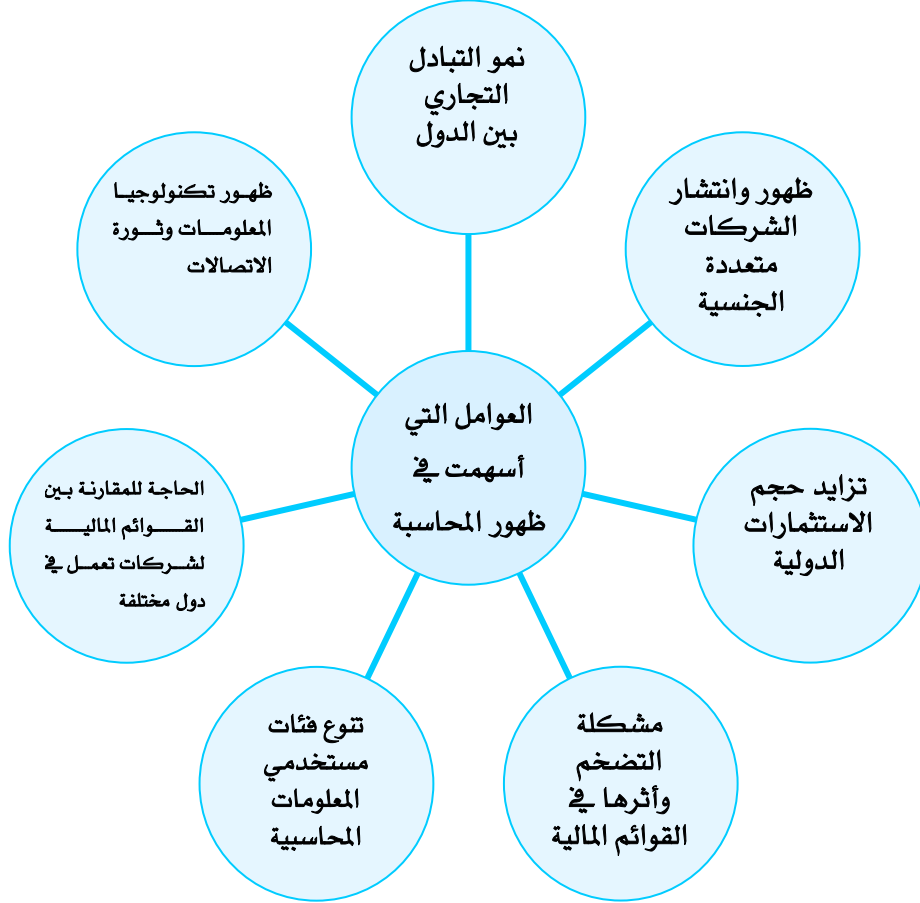 نمو التبادل
التجاري
بين الدول
ظهور وانتشار
الشركات
متعددة
الجنسية
تزايد حجم
الاستثمارات
الدولية
مشكلة
التضخم
وأثرها في
القوائم المالية
تنوع فئات
مستخدمي
المعلومات
المحاسبية
الحاجة للمقارنة بين
القوائم المالية
لشركات تعمل في
دول مختلفة
ظهور تكنولوجيا
المعلومات وثورة
الاتصالات
العوامل التي
أسهمت في
ظهور المحاسبة